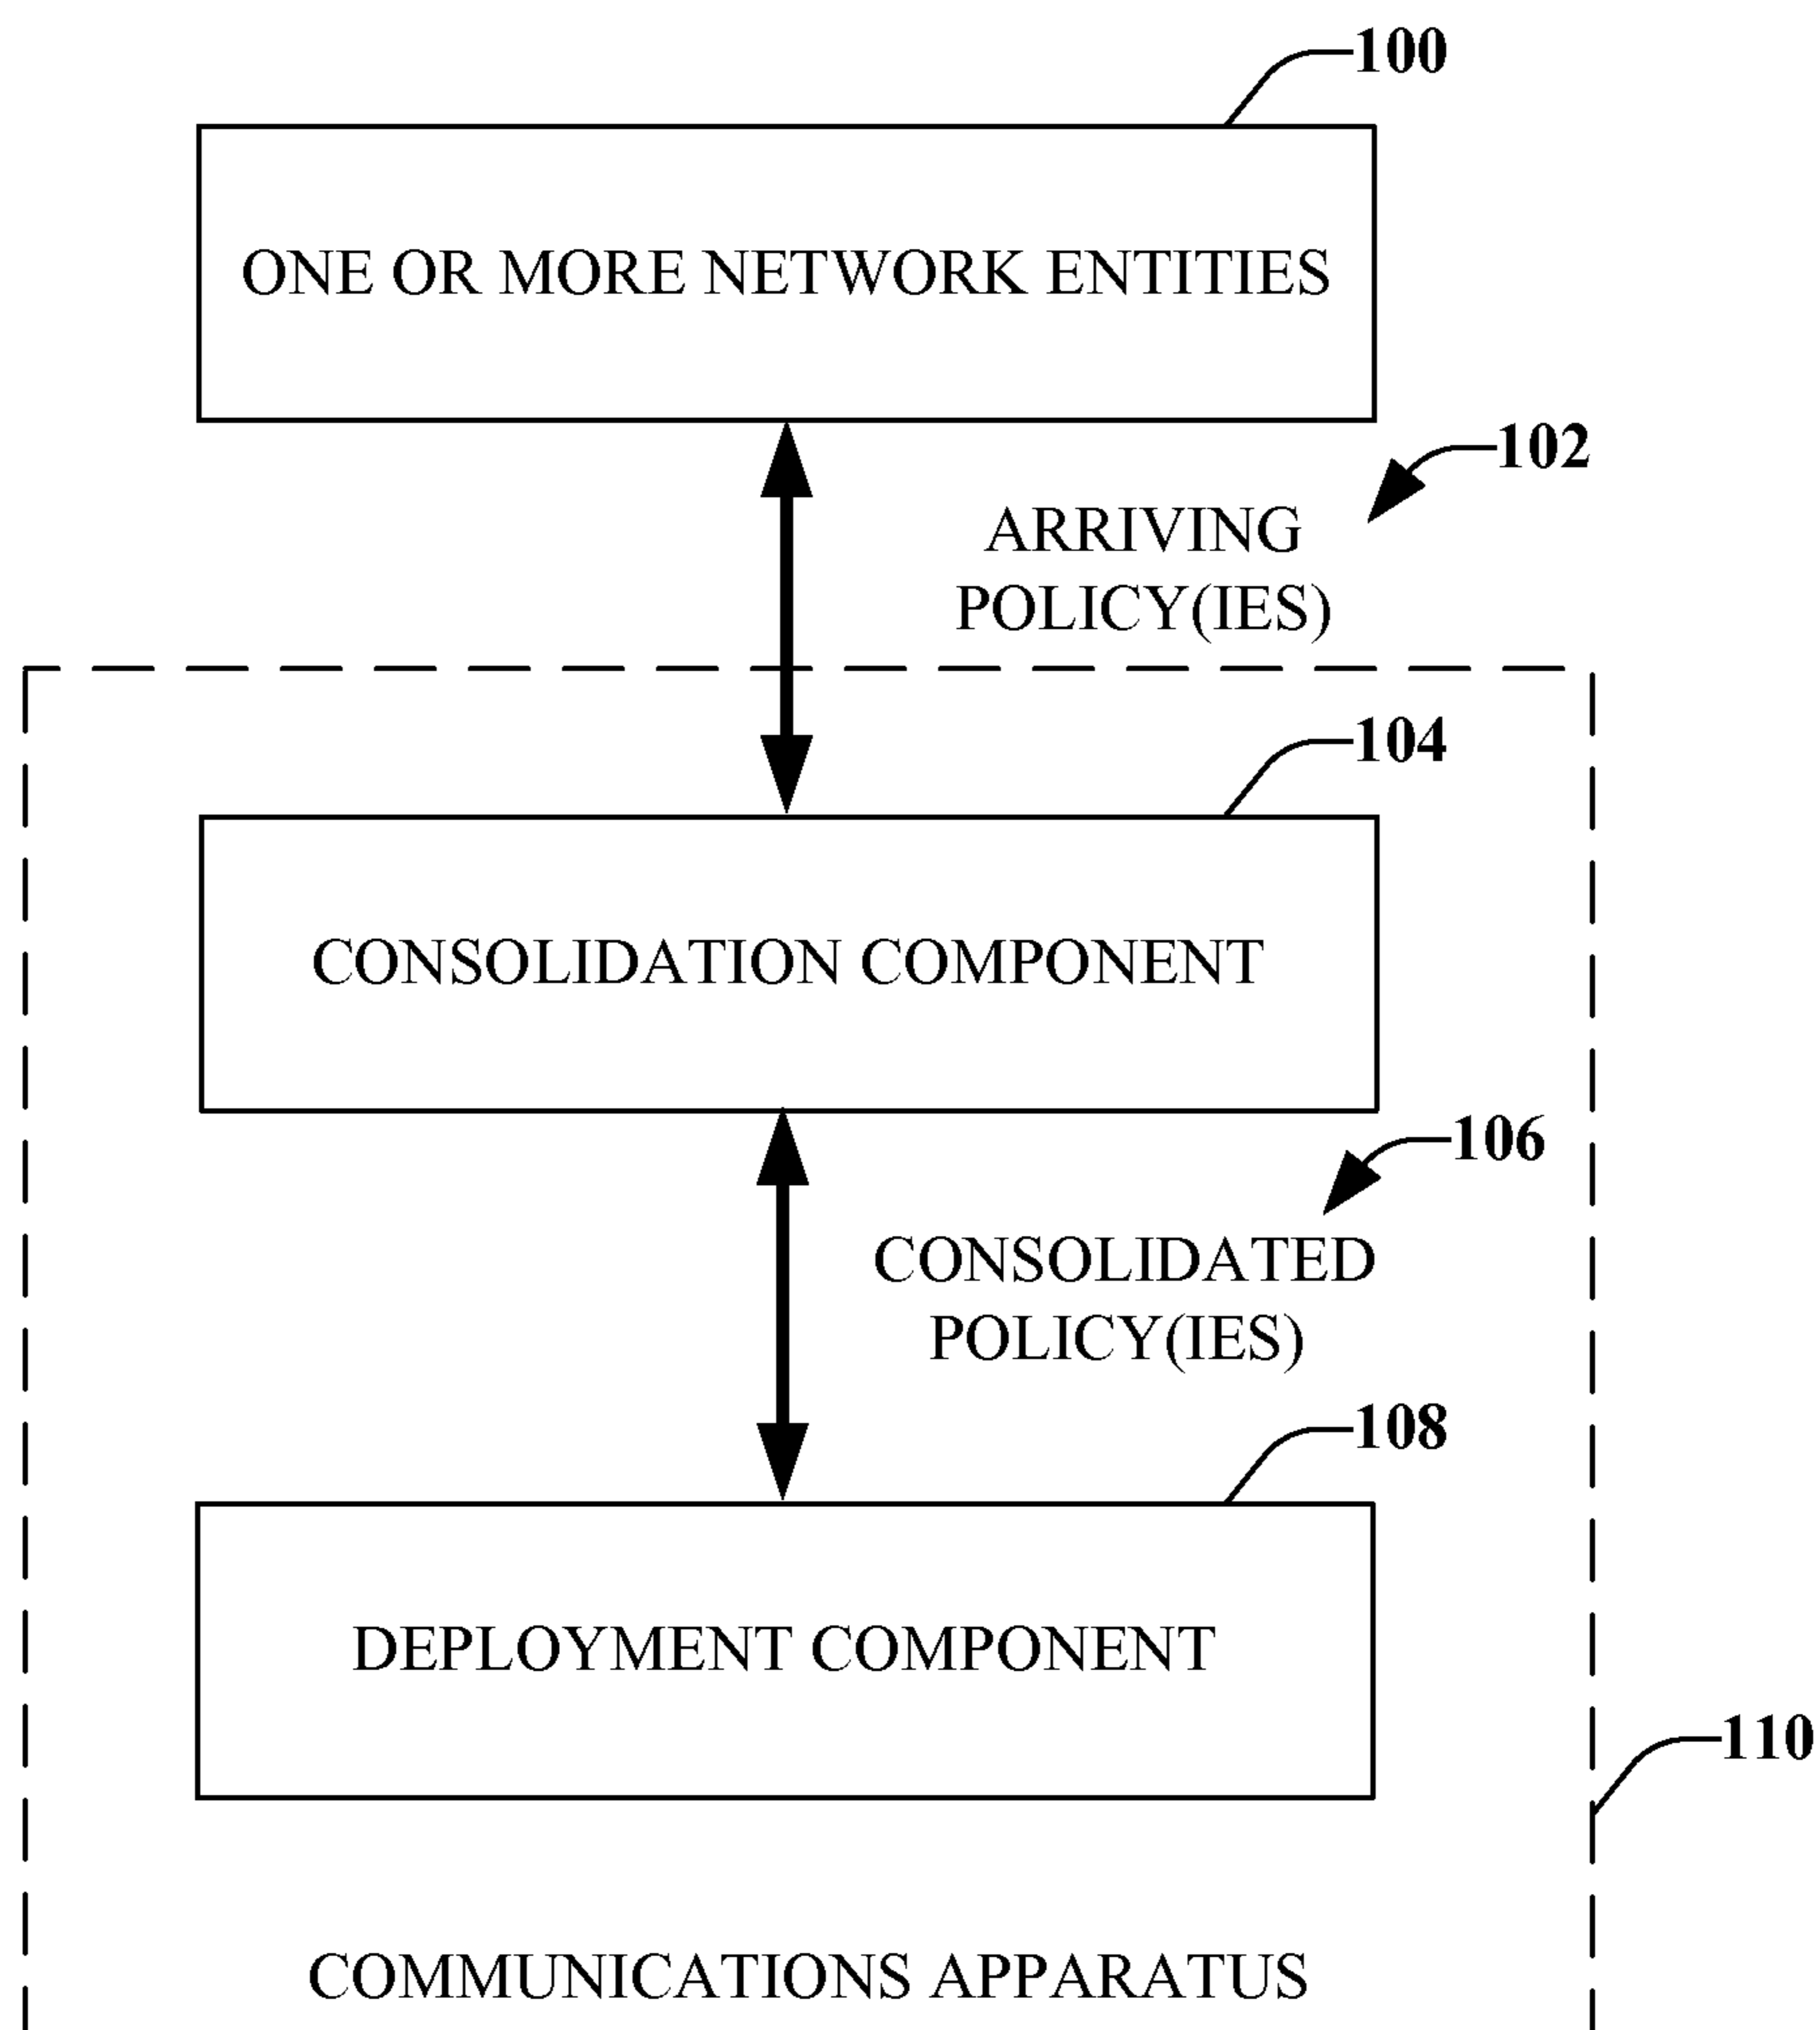 100
ONE OR MORE NETWORK ENTITIES
102
ARRIVING
POLICY(IES)
104
CONSOLIDATION COMPONENT
106
CONSOLIDATED
POLICY(IES)
108
DEPLOYMENT COMPONENT
110
COMMUNICATIONS APPARATUS